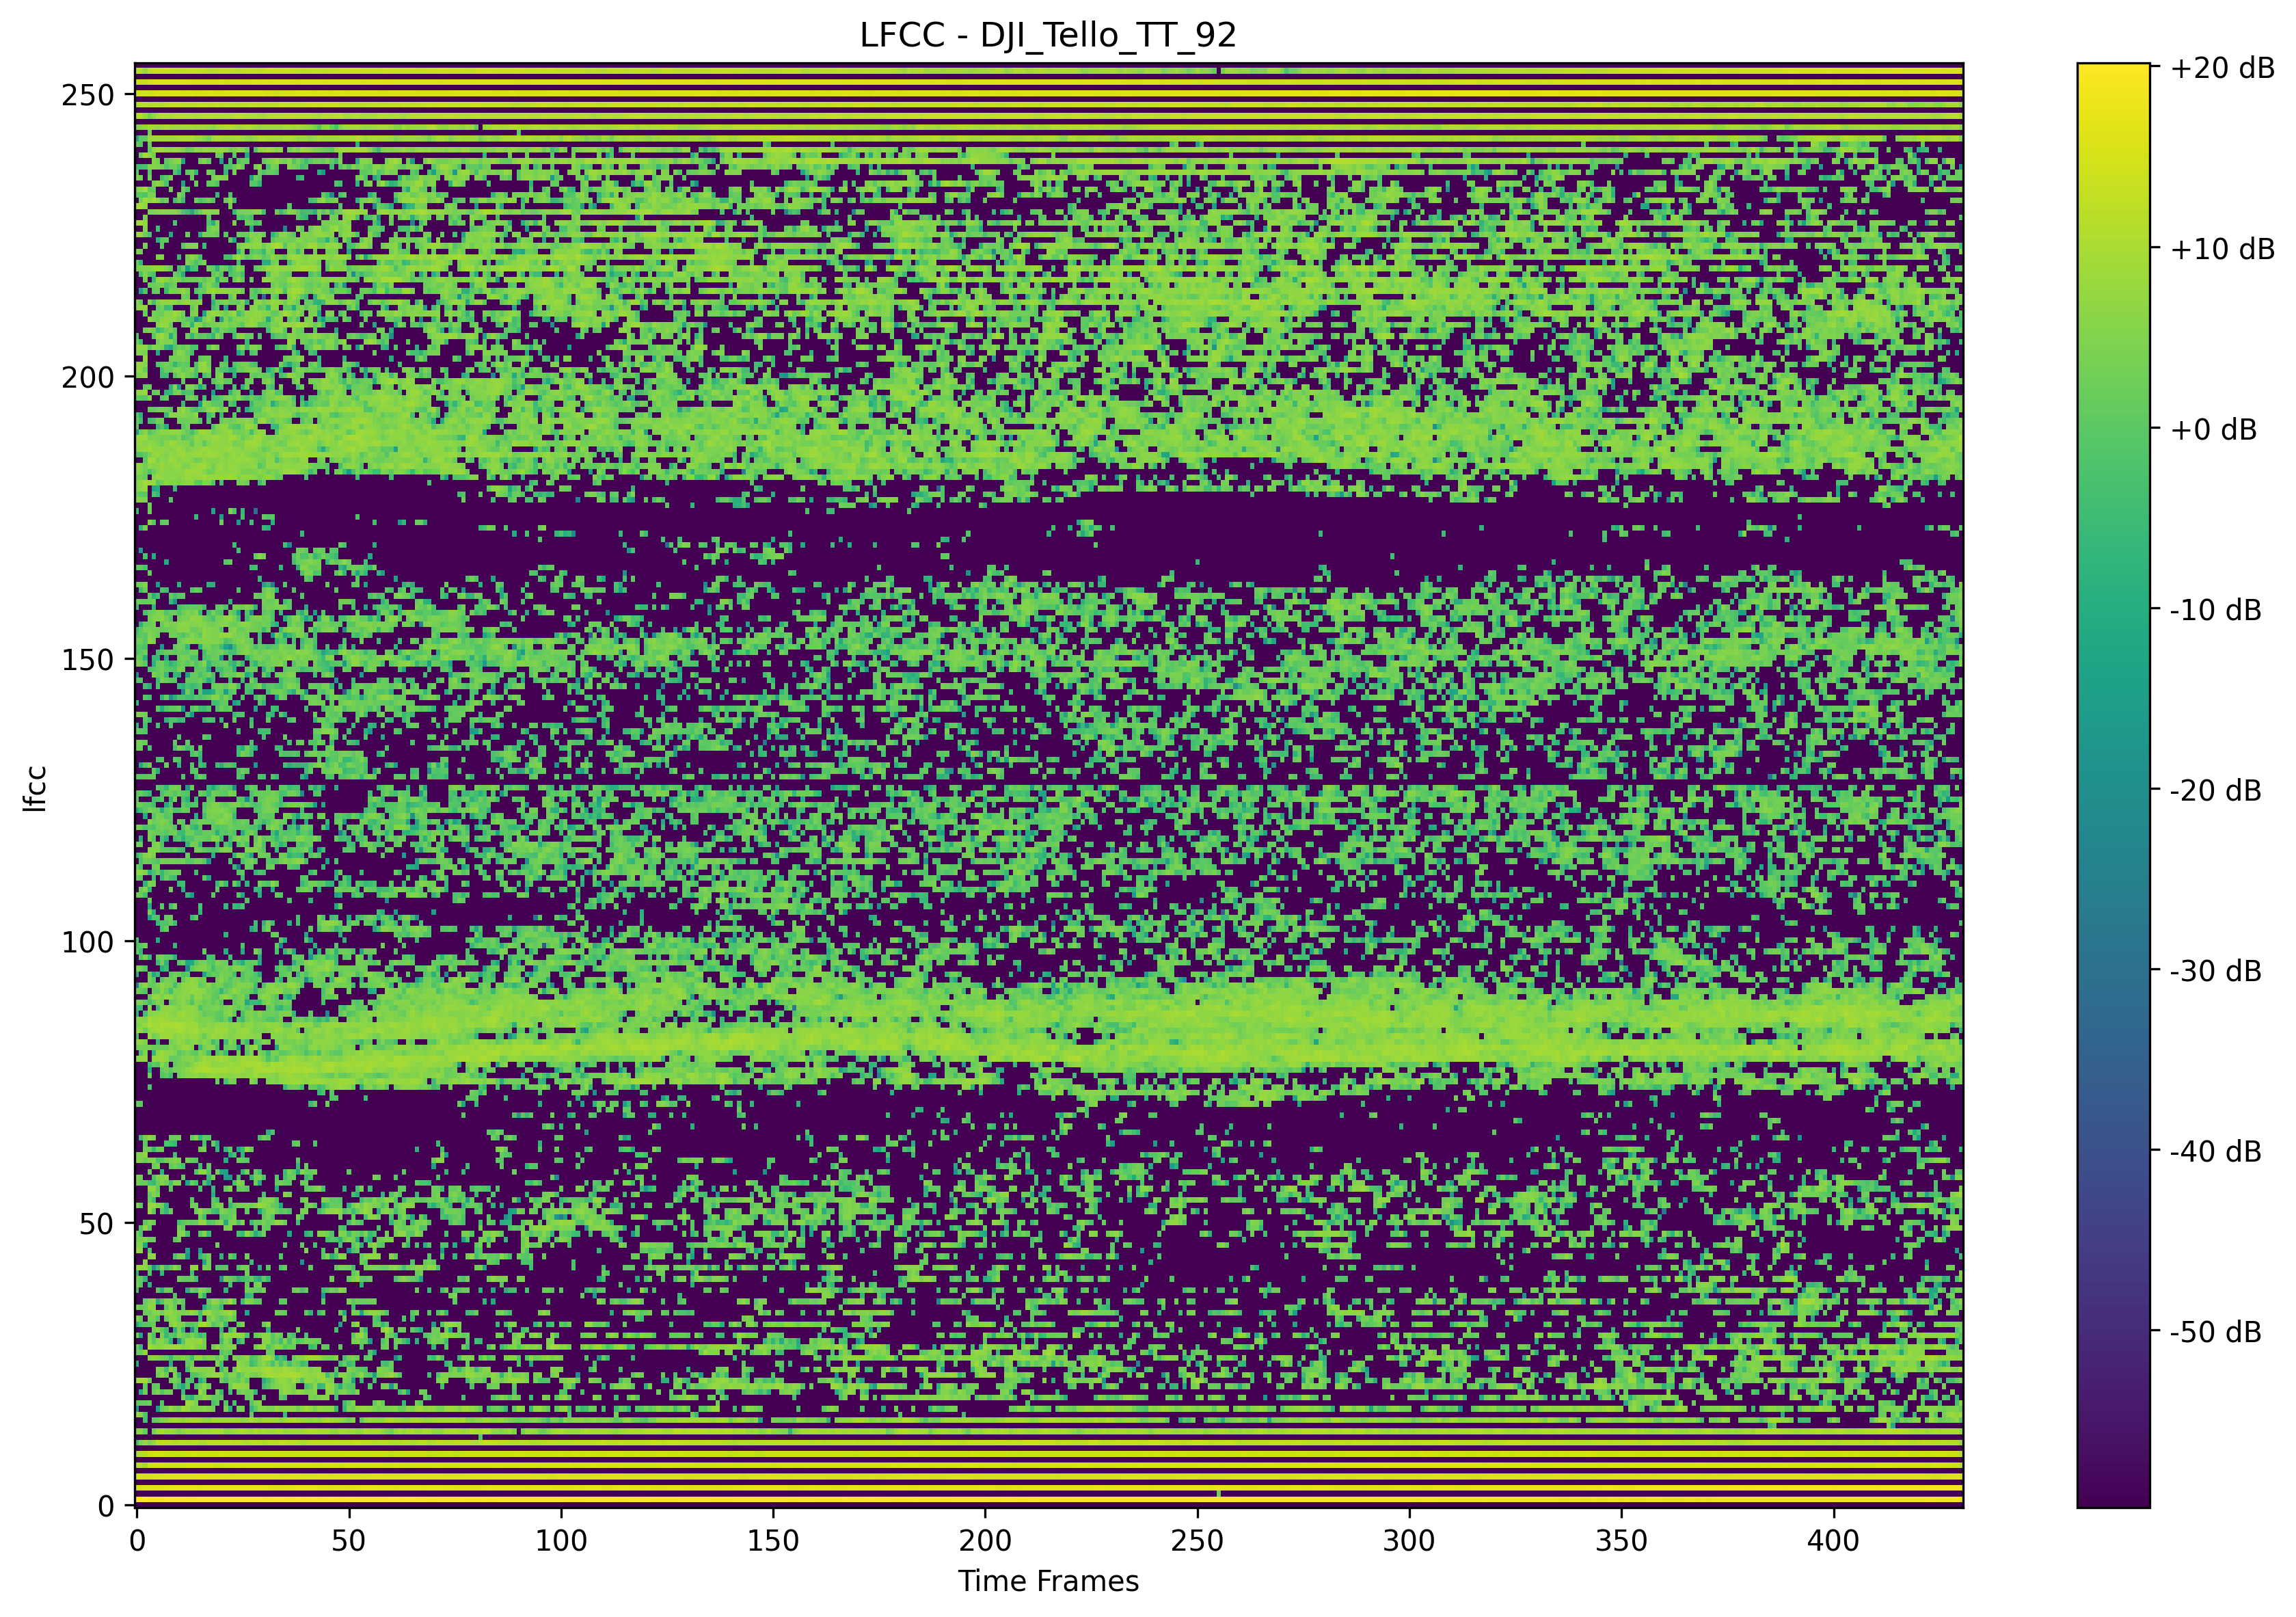 LFCC - DJI_Tello_TT_92
lfcc
250
200
150
100
50
0
0 50 100 150 200 250 300 350 400
Time Frames
+20 dB
+10 dB
+0 dB
-10 dB
-20 dB
-30 dB
-40 dB
-50 dB